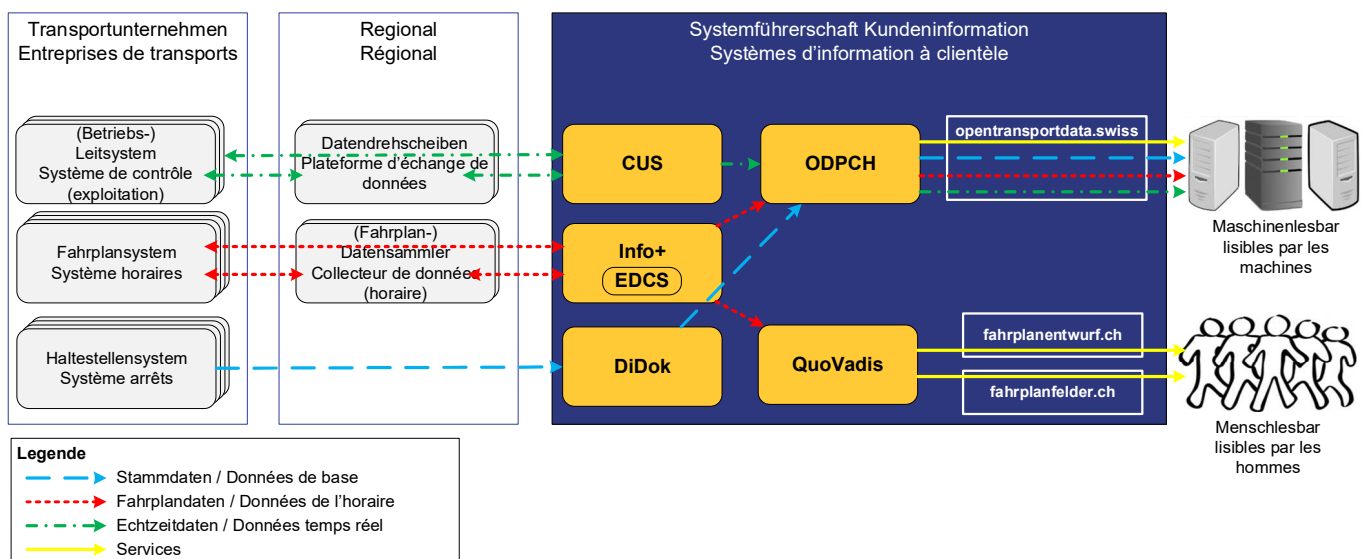 Transportunternehmen
Entreprises de transports
Regional
Régional
Systemführerschaft Kundeninformation
Systèmes d'information à clientèle
(Betriebs-)
Leitsystem
Système de contrôle
(exploitation)
Datendrehscheiben
Plateforme d'échange de
données
CUS
ODPCH
opentransportdata.swiss
Maschinenlesbar
lisibles par les
machines
Fahrplansystem
Système horaires
(Fahrplan-)
Datensammler
Collecteur de données
(horaire)
Info+
EDCS
Haltestellensystem
Système arrêts
DiDok
QuoVadis
fahrplanentwurf.ch
fahrplanfelder.ch
Menschlesbar
lisibles par les
hommes
Legende
Stammdaten / Données de base
Fahrplandaten / Données de l'horaire
Echtzeitdaten / Données temps réel
Services